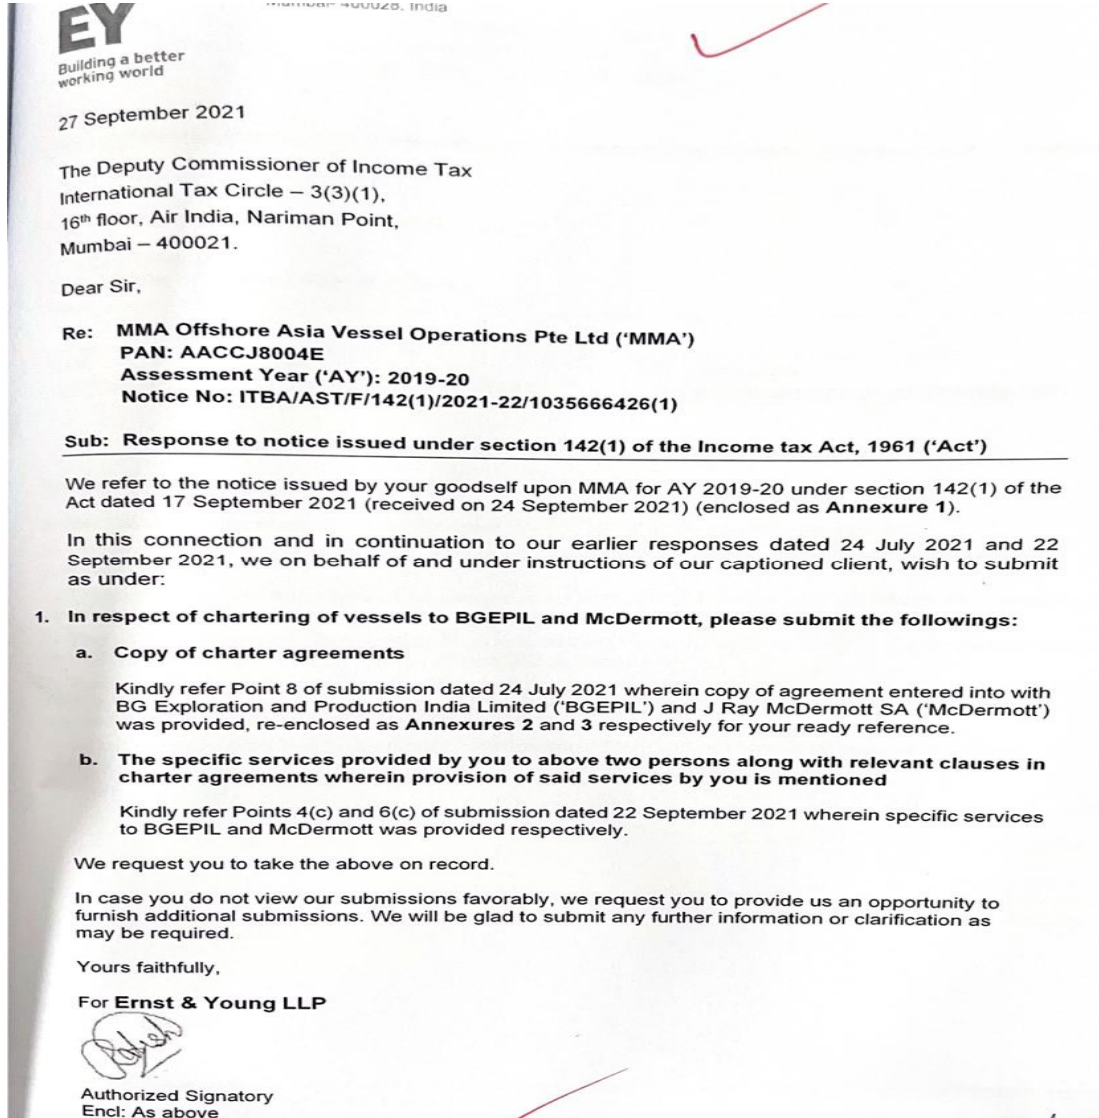 Mumbai- 400028, India
EY
Building a better
working world
27 September 2021
The Deputy Commissioner of Income Tax
International Tax Circle – 3(3)(1),
16th floor, Air India, Nariman Point,
Mumbai – 400021.
Dear Sir,
Re: MMA Offshore Asia Vessel Operations Pte Ltd (‘MMA’)
PAN: AACCJ8004E
Assessment Year (‘AY’): 2019-20
Notice No: ITBA/AST/F/142(1)/2021-22/1035666426(1)
Sub: Response to notice issued under section 142(1) of the Income tax Act, 1961 (‘Act’)
We refer to the notice issued by your goodself upon MMA for AY 2019-20 under section 142(1) of the
Act dated 17 September 2021 (received on 24 September 2021) (enclosed as Annexure 1).
In this connection and in continuation to our earlier responses dated 24 July 2021 and 22
September 2021, we on behalf of and under instructions of our captioned client, wish to submit
as under:
1. In respect of chartering of vessels to BGEPIL and McDermott, please submit the followings:
a. Copy of charter agreements
Kindly refer Point 8 of submission dated 24 July 2021 wherein copy of agreement entered into with
BG Exploration and Production India Limited (‘BGEPIL’) and J Ray McDermott SA (‘McDermott’)
was provided, re-enclosed as Annexures 2 and 3 respectively for your ready reference.
b. The specific services provided by you to above two persons along with relevant clauses in
charter agreements wherein provision of said services by you is mentioned
Kindly refer Points 4(c) and 6(c) of submission dated 22 September 2021 wherein specific services
to BGEPIL and McDermott was provided respectively.
We request you to take the above on record.
In case you do not view our submissions favorably, we request you to provide us an opportunity to
furnish additional submissions. We will be glad to submit any further information or clarification as
may be required.
Yours faithfully,
For Ernst & Young LLP
Authorized Signatory
Encl: As above